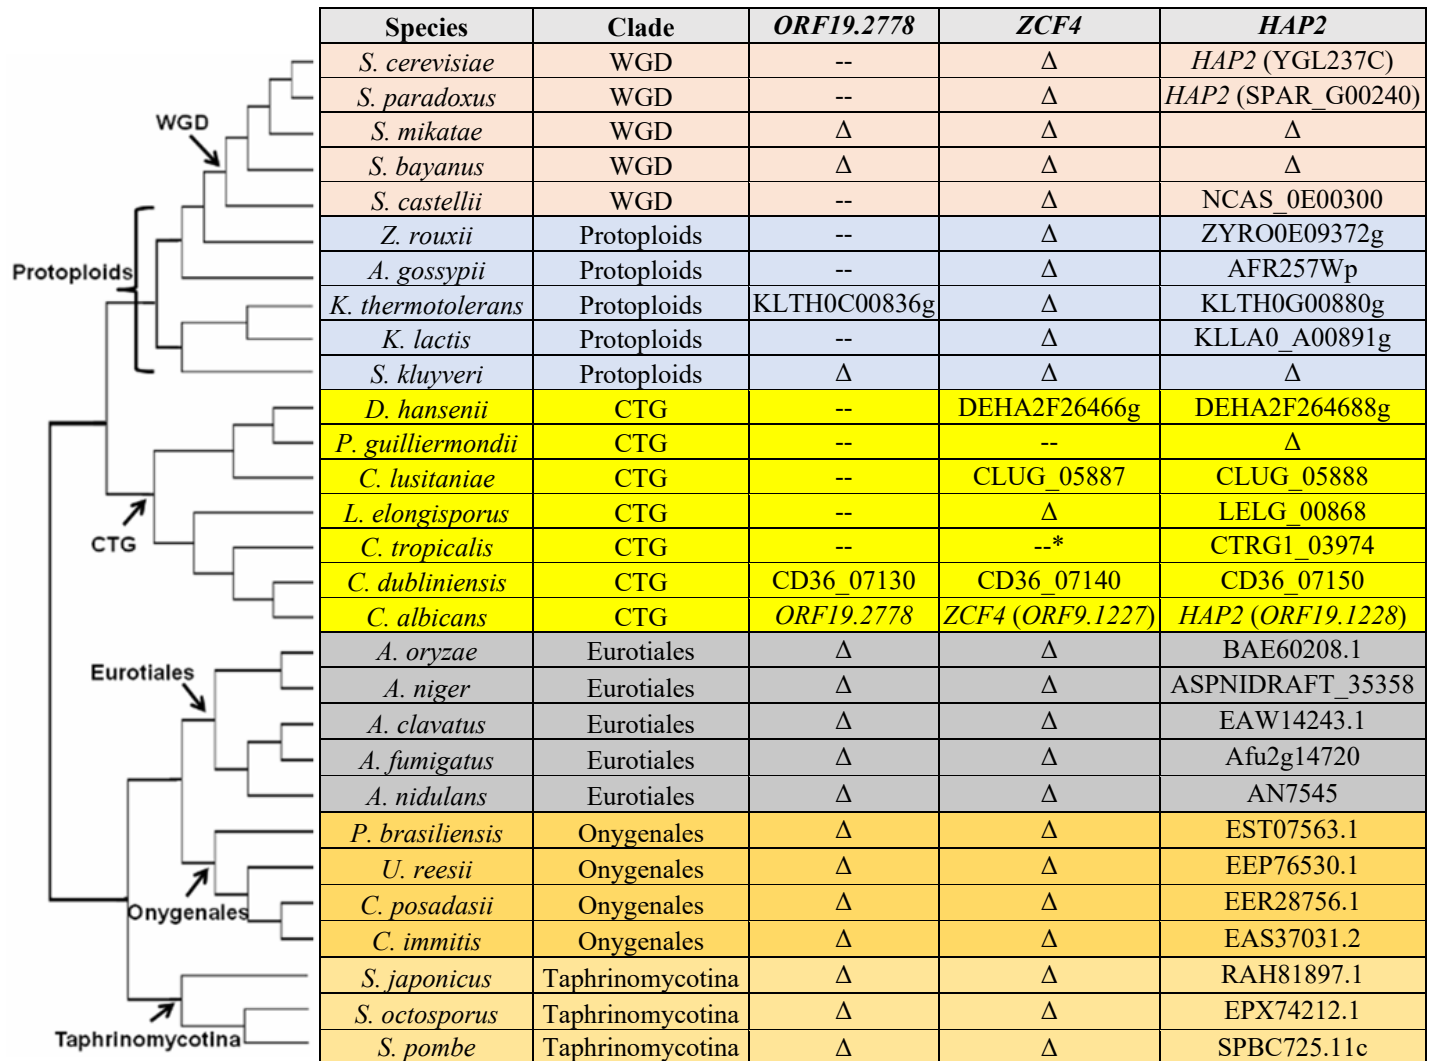 Species Clade ORF19.2778 ZCF4 HAP2
S. cerevisiae WGD -- Δ HAP2 (YGL237C)
S. paradoxus WGD -- Δ HAP2 (SPAR_G00240)
WGD
S. mikatae WGD Δ Δ Δ
S. bayanus WGD Δ Δ Δ
S. castellii WGD -- Δ NCAS_0E00300
Z. rouxii Protoploids -- Δ ZYRO0E09372g
Protoploids
A. gossypii Protoploids -- Δ AFR257Wp
K. thermotolerans Protoploids KLTH0C00836g Δ KLTH0G00880g
K. lactis Protoploids -- Δ KLLA0_A00891g
S. kluyveri Protoploids Δ Δ Δ
D. hansenii CTG -- DEHA2F26466g DEHA2F264688g
P. guilliermondii CTG -- -- Δ
C. lusitaniae CTG -- CLUG_05887 CLUG_05888
L. elongisporus CTG -- Δ LELG_00868
CTG
C. tropicalis CTG -- --* CTRG1_03974
C. dubliniensis CTG CD36_07130 CD36_07140 CD36_07150
C. albicans CTG ORF19.2778 ZCF4 (ORF9.1227) HAP2 (ORF19.1228)
A. oryzae Eurotiales Δ Δ BAE60208.1
Eurotiales
A. niger Eurotiales Δ Δ ASPNIDRAFT_35358
A. clavatus Eurotiales Δ Δ EAW14243.1
A. fumigatus Eurotiales Δ Δ Afu2g14720
A. nidulans Eurotiales Δ Δ AN7545
P. brasiliensis Onygenales Δ Δ EST07563.1
U. reesii Onygenales Δ Δ EEP76530.1
Onygenales
C. posadasii Onygenales Δ Δ EER28756.1
C. immitis Onygenales Δ Δ EAS37031.2
S. japonicus Taphrinomycotina Δ Δ RAH81897.1
S. octosporus Taphrinomycotina Δ Δ EPX74212.1
Taphrinomycotina
S. pombe Taphrinomycotina Δ Δ SPBC725.11c